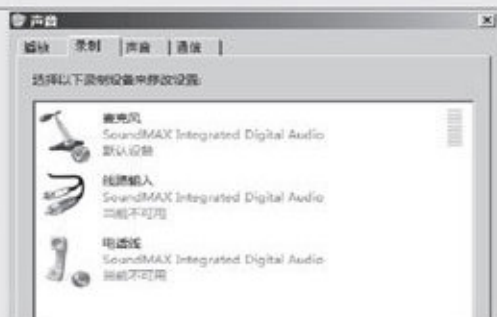 声音
播放 录制 声音 通信
选择以下录制设备来修改设置:
麦克风
SoundMAX Integrated Digital Audio
默认设备
线路输入
SoundMAX Integrated Digital Audio
当前不可用
电话线
SoundMAX Integrated Digital Audio
当前不可用